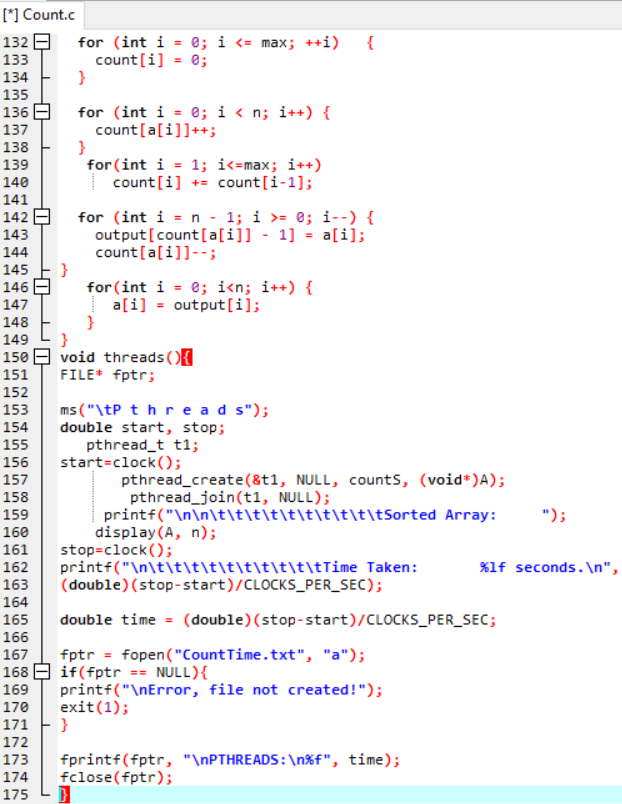 [*] Count.c
132 for (int i = 0; i <= max; ++i) {
133 count[i] = 0;
134 }
135
136 for (int i = 0; i < n; i++) {
137 count[a[i]]++;
138 }
139 for(int i = 1; i<=max; i++)
140 count[i] += count[i-1];
141
142 for (int i = n - 1; i >= 0; i--) {
143 output[count[a[i]] - 1] = a[i];
144 count[a[i]]--;
145 }
146 for(int i = 0; i<n; i++) {
147 a[i] = output[i];
148 }
149 }
150 void threads(){
151 FILE* fptr;
152
153 ms("\tP t h r e a d s");
154 double start, stop;
155 pthread_t t1;
156 start=clock();
157 pthread_create(&t1, NULL, countS, (void*)A);
158 pthread_join(t1, NULL);
159 printf("\n\n\t\t\t\t\t\t\t\t\t\tSorted Array:     ");
160 display(A, n);
161 stop=clock();
162 printf("\n\t\t\t\t\t\t\t\t\t\tTime Taken:      %lf seconds.\n",
163 (double)(stop-start)/CLOCKS_PER_SEC);
164
165 double time = (double)(stop-start)/CLOCKS_PER_SEC;
166
167 fptr = fopen("CountTime.txt", "a");
168 if(fptr == NULL){
169 printf("\nError, file not created!");
170 exit(1);
171 }
172
173 fprintf(fptr, "\nPTHREADS:\n%f", time);
174 fclose(fptr);
175 }